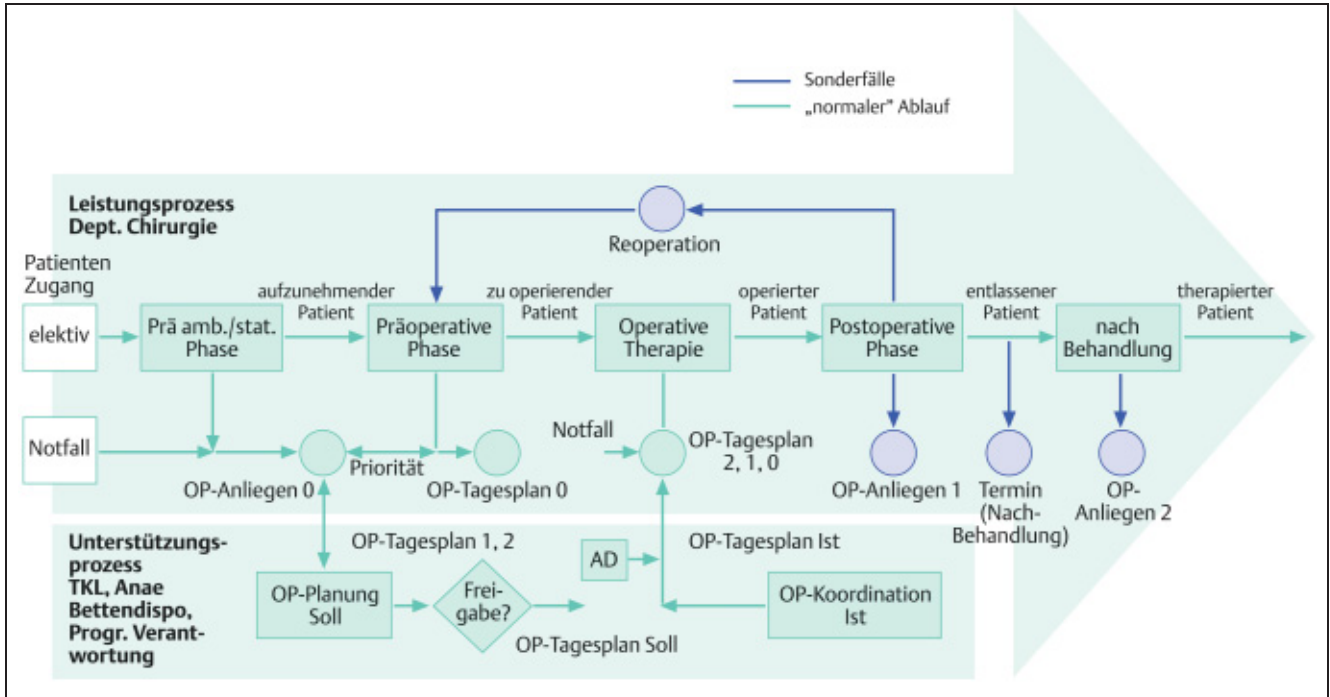 Sonderfälle
„normaler" Ablauf
Leistungsprozess
Dept. Chirurgie
Reoperation
Patienten
Zugang
elektiv
Prä amb./stat.
Phase
aufzunehmender
Patient
Präoperative
Phase
zu operierender
Patient
Operative
Therapie
operierter
Patient
Postoperative
Phase
entlassener
Patient
nach
Behandlung
therapierter
Patient
Notfall
OP-Anliegen 0
Priorität
OP-Tagesplan 0
Notfall
OP-Tagesplan
2, 1, 0
OP-Anliegen 1
Termin
(Nach-
Behandlung)
OP-
Anliegen 2
Unterstützungs-
prozess
TKL, Anae
Bettendispo,
Progr. Verant-
wortung
OP-Tagesplan 1, 2
OP-Planung
Soll
Frei-
gabe?
OP-Tagesplan Soll
AD
OP-Tagesplan Ist
OP-Koordination
Ist